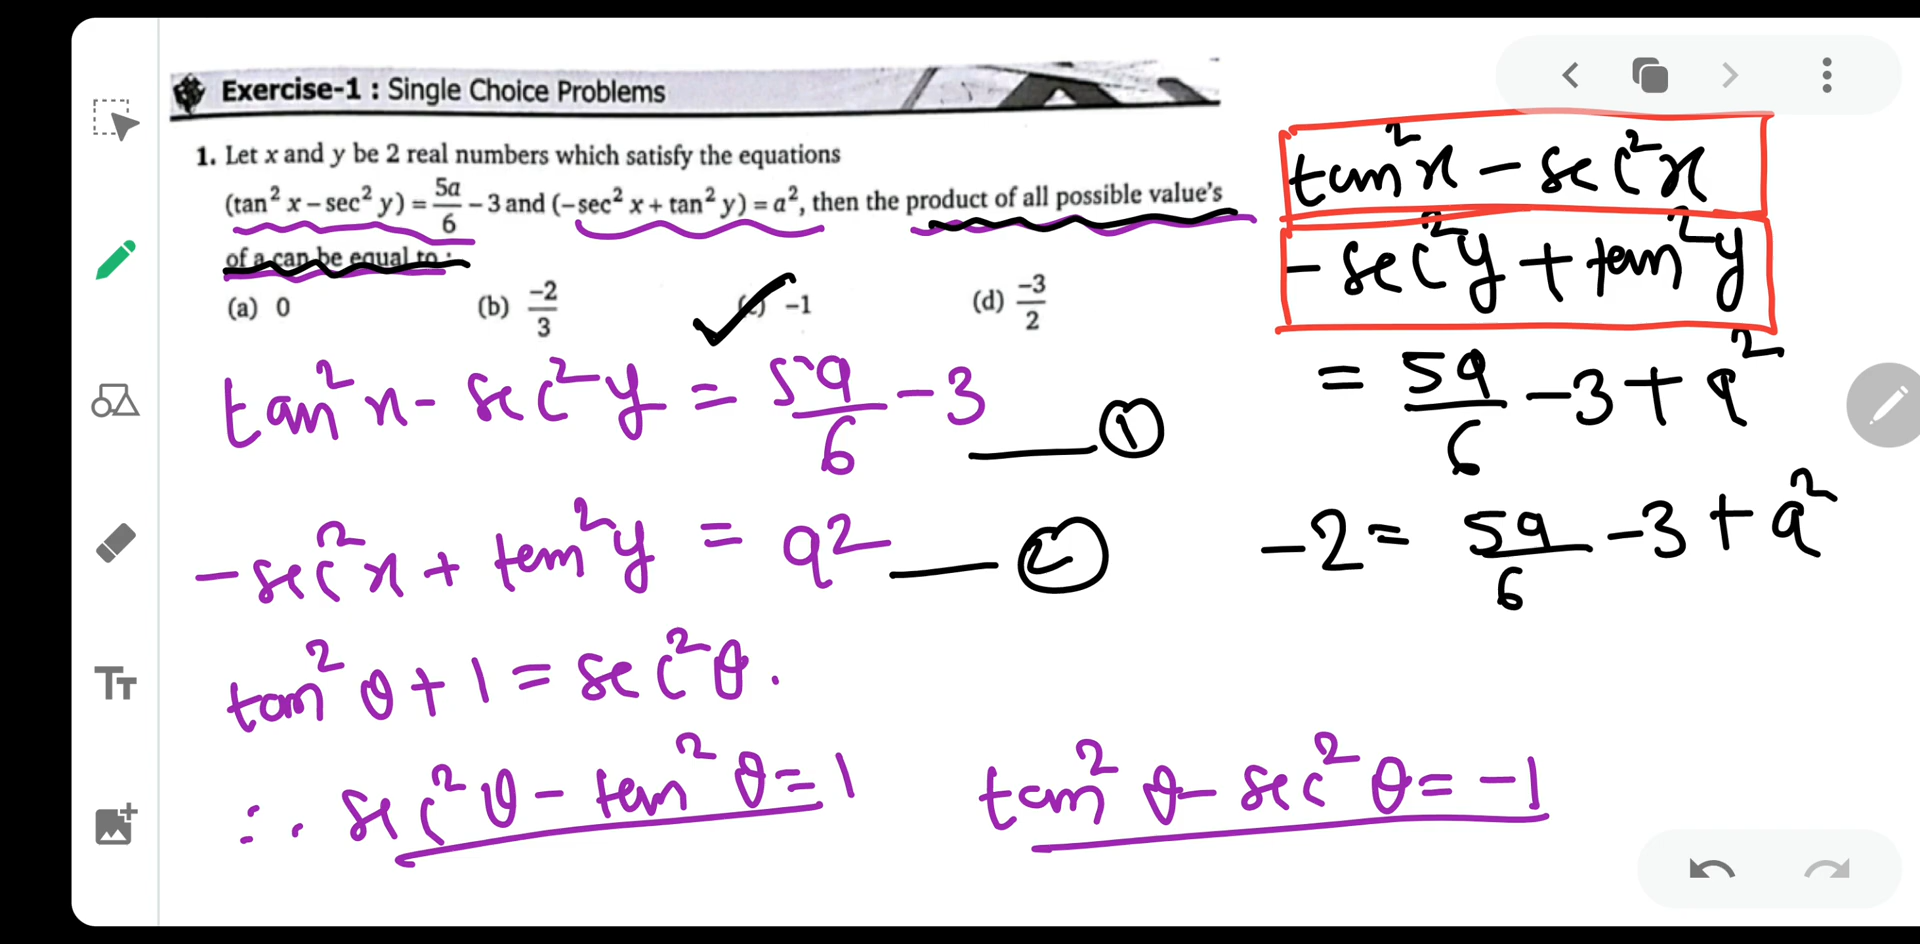 Exercise-1 : Single Choice Problems
1. Let x and y be 2 real numbers which satisfy the equations
(tan² x – sec² y) = 5a/6 – 3 and (–sec² x + tan² y) = a², then the product of all possible value's
of a can be equal to :
(a) 0 (b) –2/3 (c) –1 (d) –3/2
tan²x - sec²y = 5a/6 - 3 ——— ①
- sec²x + tan²y = a2 ——— ②
tan²θ + 1 = sec²θ.
∴ sec²θ - tan²θ = 1 tan²θ - sec²θ = -1
tan²x - sec²x
- sec²y + tan²y
= 5a/6 - 3 + a²
-2 = 5a/6 - 3 + a²
TT